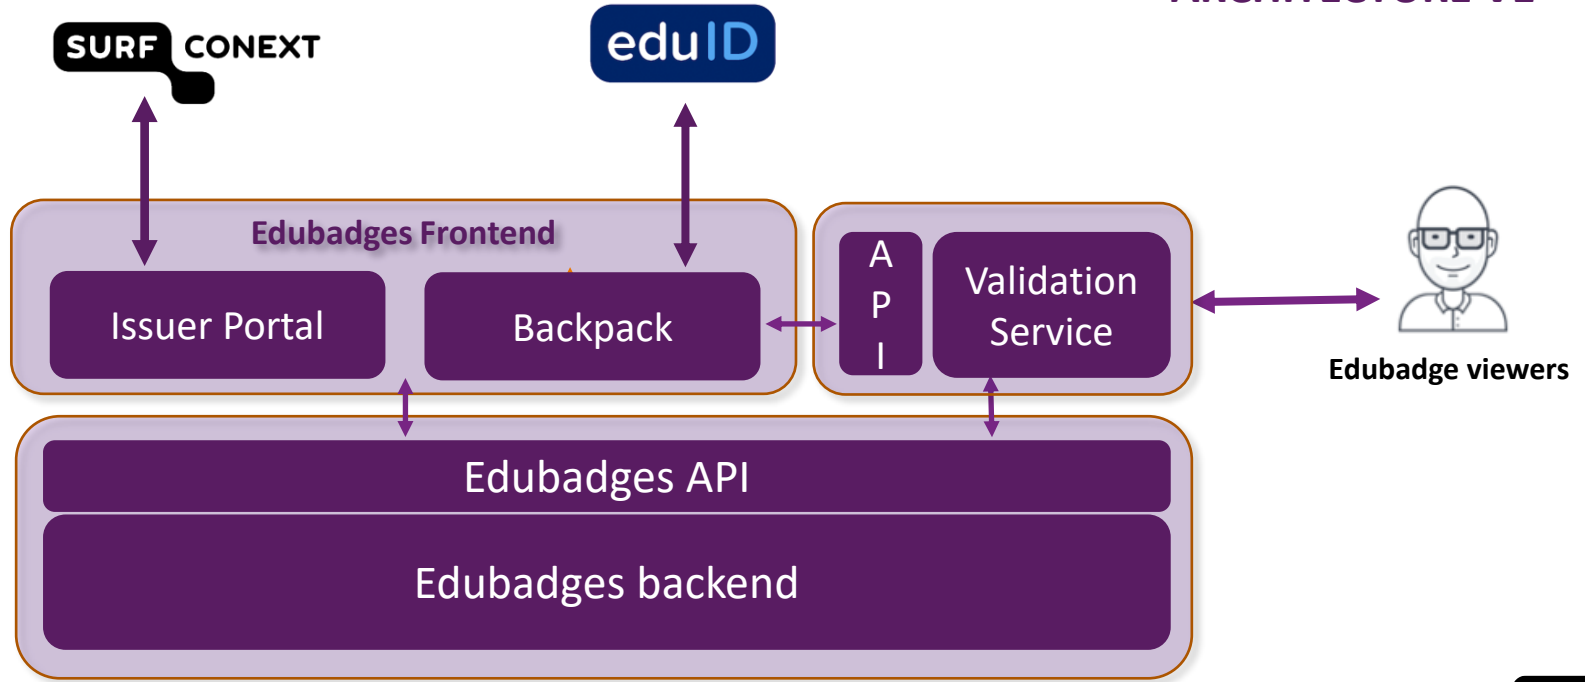 SURF CONEXT
eduID
Edubadges Frontend
Issuer Portal
Backpack
A
P
I
Validation
Service
Edubadge viewers
Edubadges API
Edubadges backend